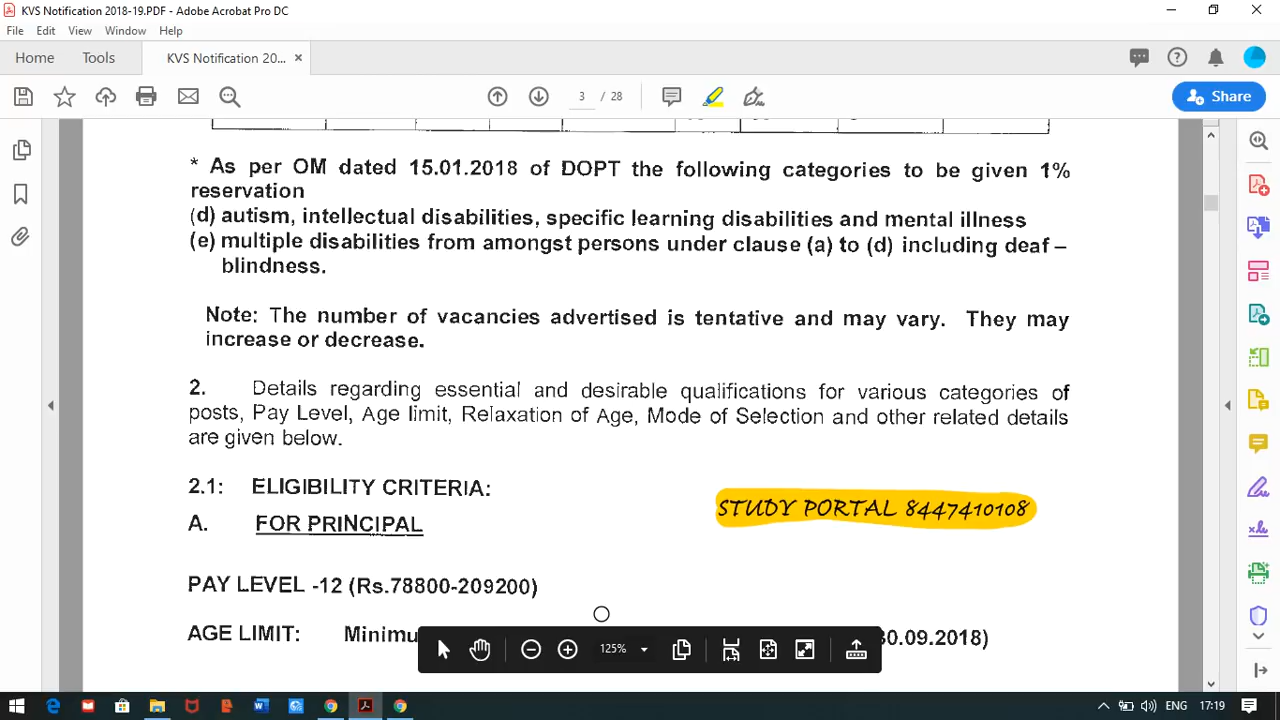 KVS Notification 2018-19.PDF - Adobe Acrobat Pro DC
File Edit View Window Help
Home Tools KVS Notification 20... ×
3 / 28
Share
* As per OM dated 15.01.2018 of DOPT the following categories to be given 1%
reservation
(d) autism, intellectual disabilities, specific learning disabilities and mental illness
(e) multiple disabilities from amongst persons under clause (a) to (d) including deaf –
blindness.
Note: The number of vacancies advertised is tentative and may vary. They may
increase or decrease.
2. Details regarding essential and desirable qualifications for various categories of
posts, Pay Level, Age limit, Relaxation of Age, Mode of Selection and other related details
are given below.
2.1: ELIGIBILITY CRITERIA:
STUDY PORTAL 8447410108
A. FOR PRINCIPAL
PAY LEVEL -12 (Rs.78800-209200)
AGE LIMIT: Minimu 30.09.2018)
125%
ENG 17:19